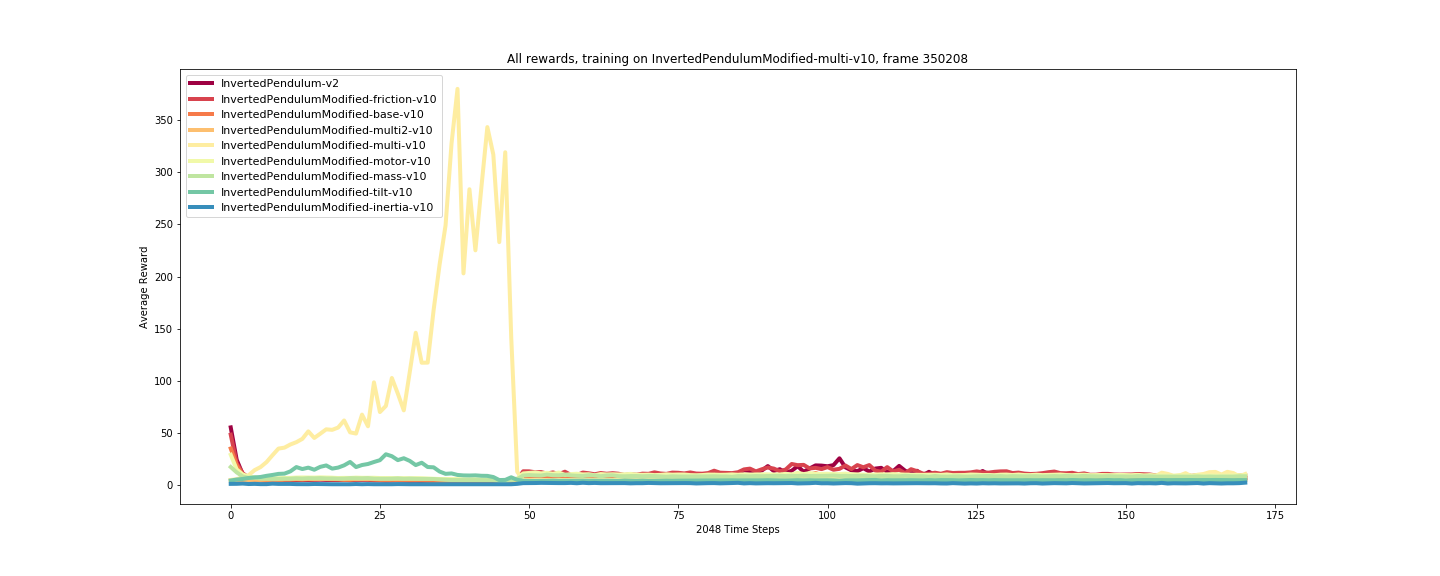 All rewards, training on InvertedPendulumModified-multi-v10, frame 350208
InvertedPendulum-v2
InvertedPendulumModified-friction-v10
InvertedPendulumModified-base-v10
InvertedPendulumModified-multi2-v10
InvertedPendulumModified-multi-v10
InvertedPendulumModified-motor-v10
InvertedPendulumModified-mass-v10
InvertedPendulumModified-tilt-v10
InvertedPendulumModified-inertia-v10
Average Reward
350
300
250
200
150
100
50
0
0 25 50 75 100 125 150 175
2048 Time Steps